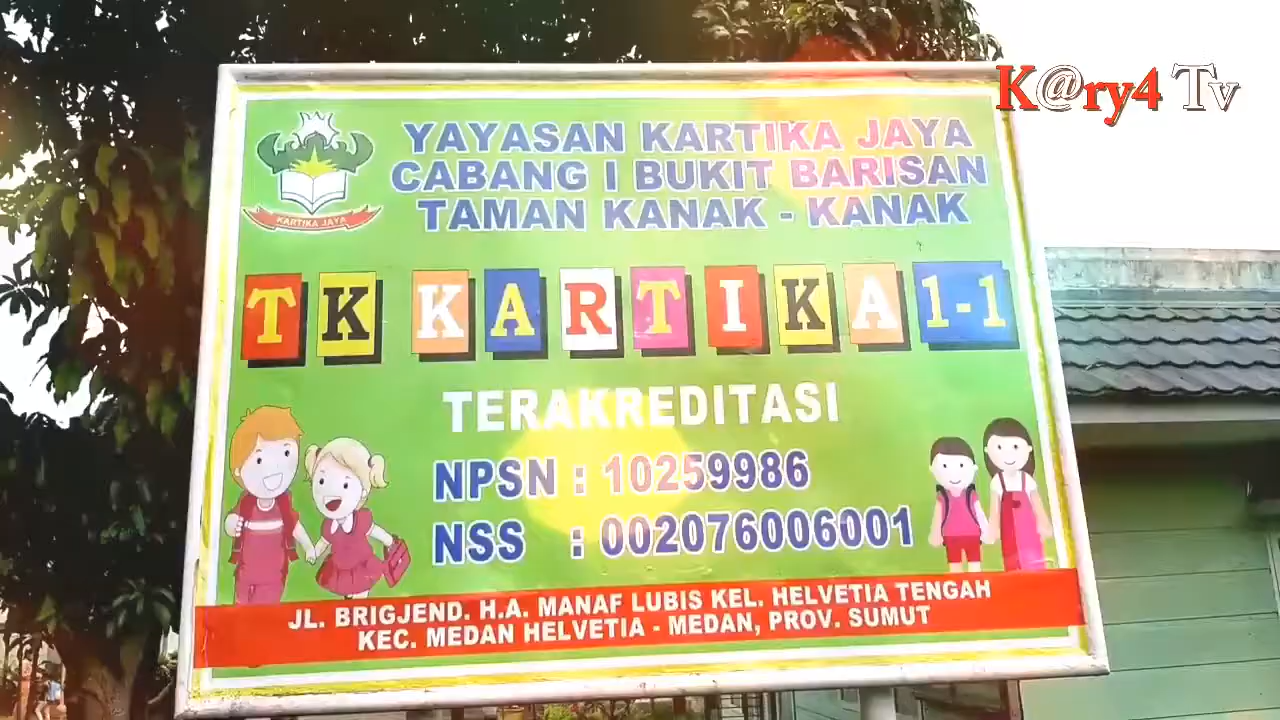 K@ry4 Tv
YAYASAN KARTIKA JAYA
CABANG I BUKIT BARISAN
TAMAN KANAK - KANAK
KARTIKA JAYA
TK KARTIKA 1-1
TERAKREDITASI
NPSN : 10259986
NSS : 002076006001
JL. BRIGJEND. H.A. MANAF LUBIS KEL. HELVETIA TENGAH
KEC. MEDAN HELVETIA - MEDAN, PROV. SUMUT